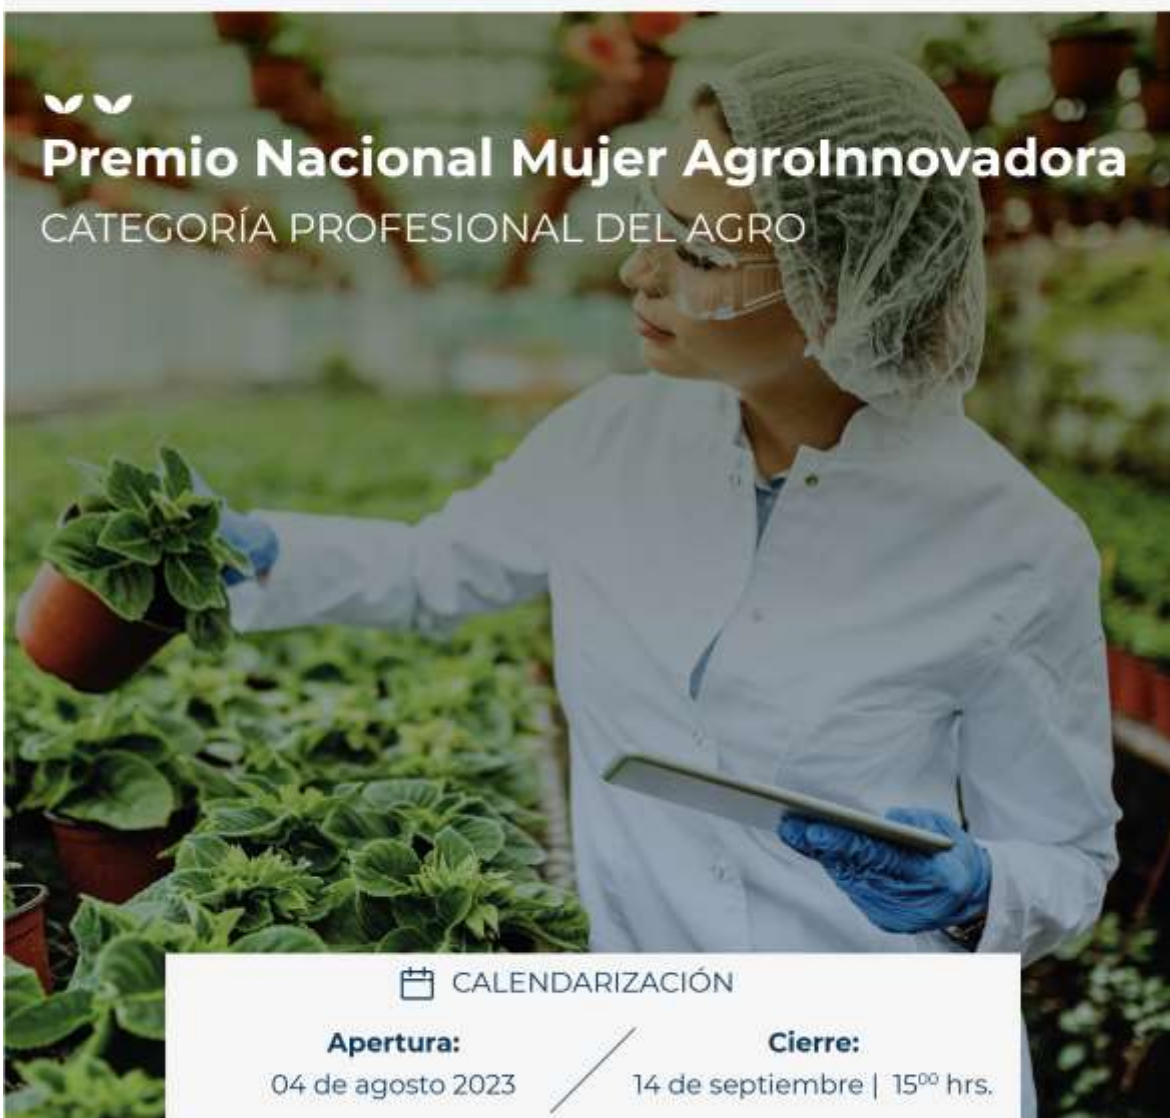 Premio Nacional Mujer AgroInnovadora
CATEGORÍA PROFESIONAL DEL AGRO
CALENDARIZACIÓN
Apertura:
04 de agosto 2023
Cierre:
14 de septiembre | 15⁰⁰ hrs.